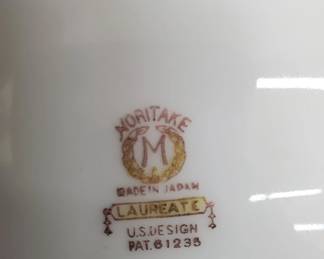 NORITAKE
M
MADE IN JAPAN
LAUREATE
U.S. DESIGN
PAT. 61235